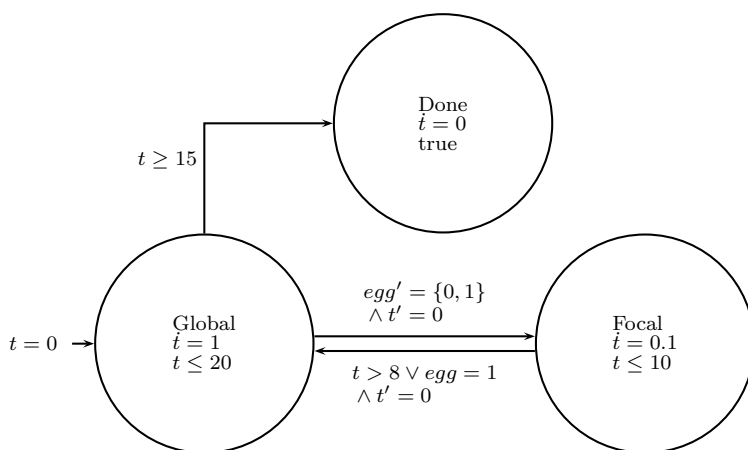 Done
ṫ = 0
true
t ≥ 15
egg′ = {0, 1}
∧ t′ = 0
Global
ṫ = 1
t ≤ 20
t = 0
Focal
ṫ = 0.1
t ≤ 10
t > 8 ∨ egg = 1
∧ t′ = 0